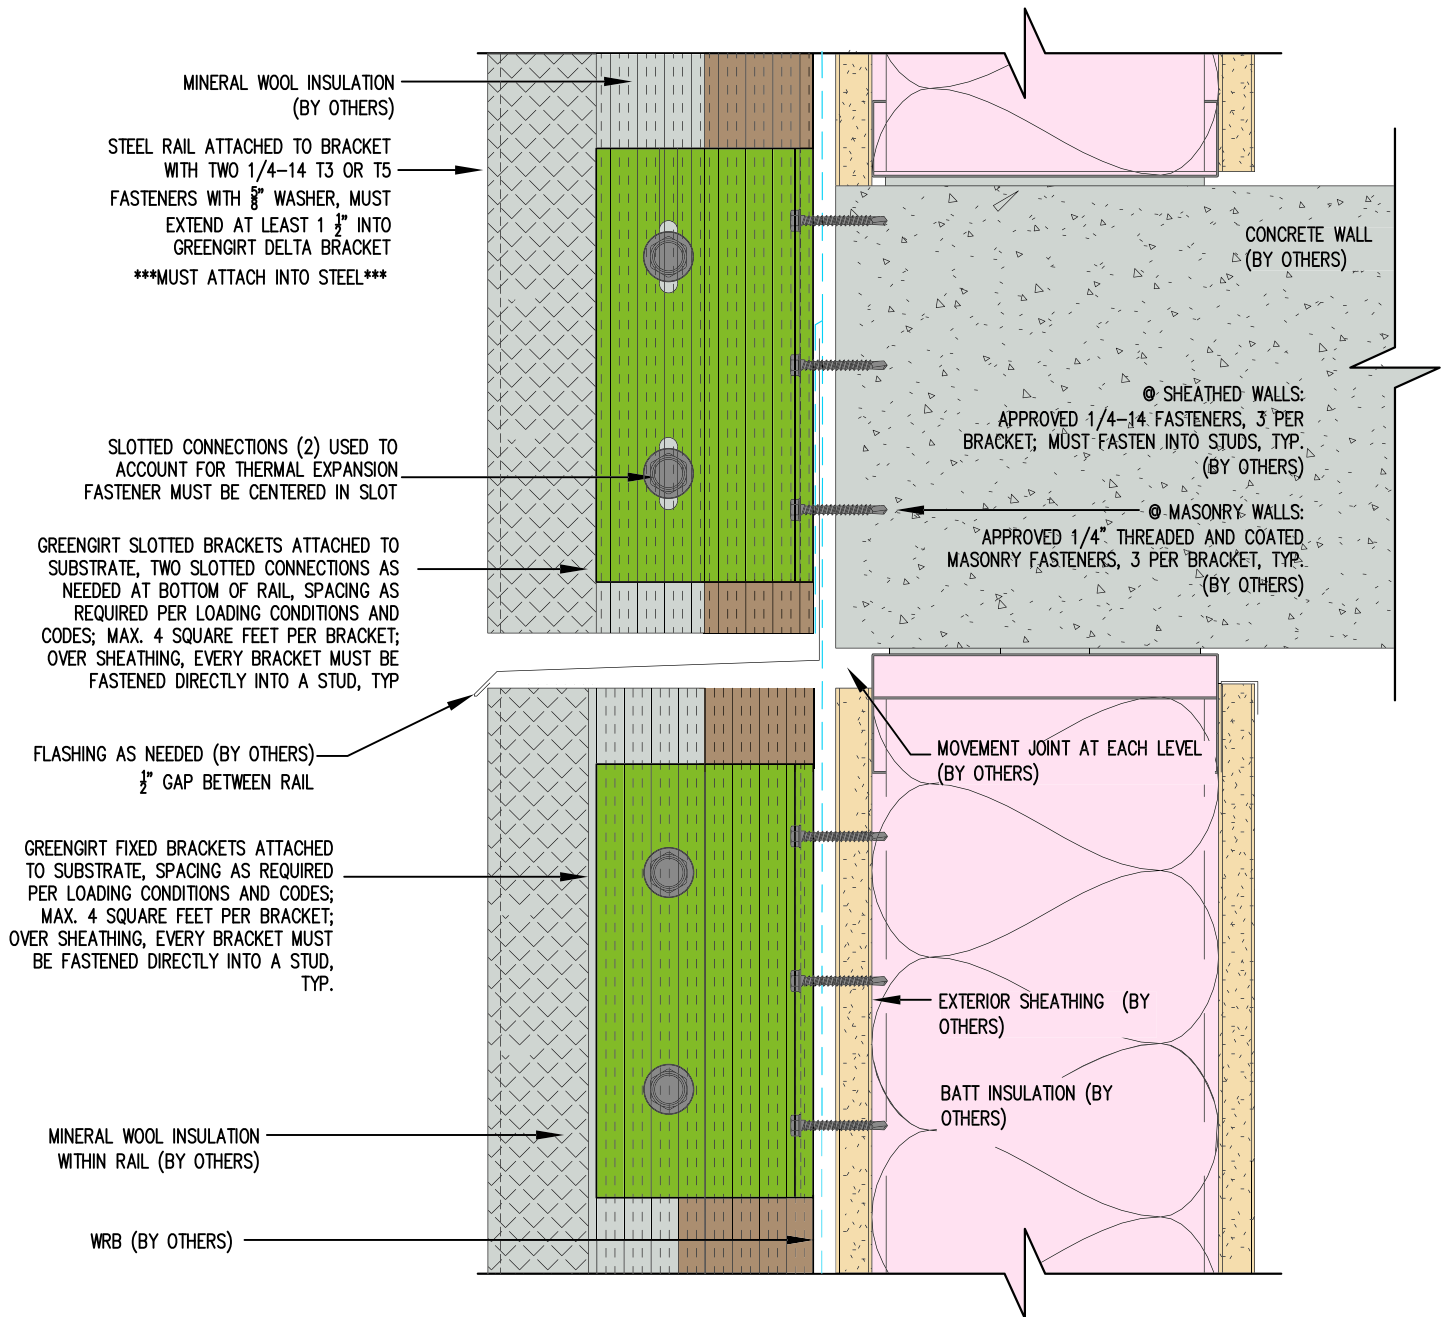 MINERAL WOOL INSULATION
(BY OTHERS)
STEEL RAIL ATTACHED TO BRACKET
WITH TWO 1/4-14 T3 OR T5
FASTENERS WITH 5/8" WASHER, MUST
EXTEND AT LEAST 1 1/2" INTO
GREENGIRT DELTA BRACKET
***MUST ATTACH INTO STEEL***
SLOTTED CONNECTIONS (2) USED TO
ACCOUNT FOR THERMAL EXPANSION
FASTENER MUST BE CENTERED IN SLOT
GREENGIRT SLOTTED BRACKETS ATTACHED TO
SUBSTRATE, TWO SLOTTED CONNECTIONS AS
NEEDED AT BOTTOM OF RAIL, SPACING AS
REQUIRED PER LOADING CONDITIONS AND
CODES; MAX. 4 SQUARE FEET PER BRACKET;
OVER SHEATHING, EVERY BRACKET MUST BE
FASTENED DIRECTLY INTO A STUD, TYP
FLASHING AS NEEDED (BY OTHERS)
1/2" GAP BETWEEN RAIL
GREENGIRT FIXED BRACKETS ATTACHED
TO SUBSTRATE, SPACING AS REQUIRED
PER LOADING CONDITIONS AND CODES;
MAX. 4 SQUARE FEET PER BRACKET;
OVER SHEATHING, EVERY BRACKET MUST
BE FASTENED DIRECTLY INTO A STUD,
TYP.
MINERAL WOOL INSULATION
WITHIN RAIL (BY OTHERS)
WRB (BY OTHERS)
CONCRETE WALL
(BY OTHERS)
@ SHEATHED WALLS:
APPROVED 1/4-14 FASTENERS, 3 PER
BRACKET; MUST FASTEN INTO STUDS, TYP.
(BY OTHERS)
@ MASONRY WALLS:
APPROVED 1/4" THREADED AND COATED
MASONRY FASTENERS, 3 PER BRACKET, TYP.
(BY OTHERS)
MOVEMENT JOINT AT EACH LEVEL
(BY OTHERS)
EXTERIOR SHEATHING (BY
OTHERS)
BATT INSULATION (BY
OTHERS)